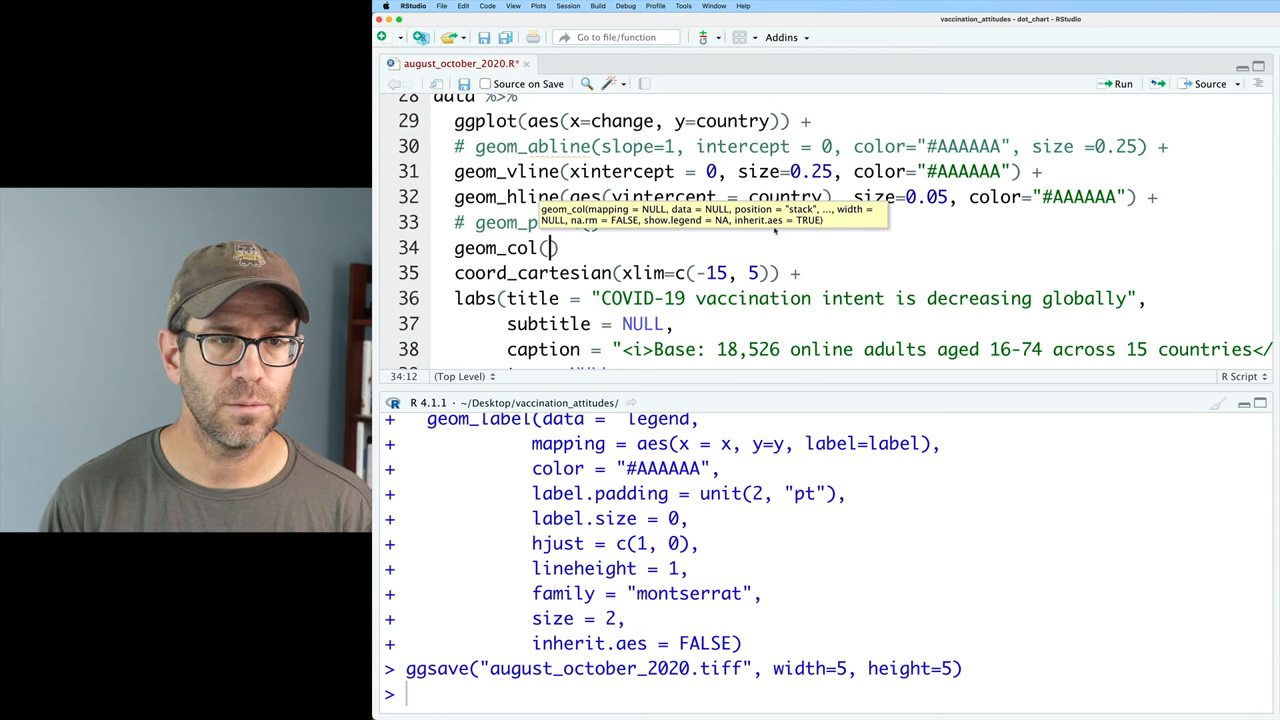 RStudio File Edit Code View Plots Session Build Debug Profile Tools Window Help
vaccination_attitudes - dot_chart - RStudio
Go to file/function Addins
august_october_2020.R* ×
Source on Save Run Source
28 data %>%
29 ggplot(aes(x=change, y=country)) +
30 # geom_abline(slope=1, intercept = 0, color="#AAAAAA", size =0.25) +
31 geom_vline(xintercept = 0, size=0.25, color="#AAAAAA") +
32 geom_hline(aes(yintercept = country), size=0.05, color="#AAAAAA") +
geom_col(mapping = NULL, data = NULL, position = "stack", ..., width =
NULL, na.rm = FALSE, show.legend = NA, inherit.aes = TRUE)
33 # geom_p
34 geom_col()
35 coord_cartesian(xlim=c(-15, 5)) +
36 labs(title = "COVID-19 vaccination intent is decreasing globally",
37 subtitle = NULL,
38 caption = "<i>Base: 18,526 online adults aged 16-74 across 15 countries</
34:12 (Top Level) R Script
R 4.1.1 · ~/Desktop/vaccination_attitudes/
+ geom_label(data = legend,
+ mapping = aes(x = x, y=y, label=label),
+ color = "#AAAAAA",
+ label.padding = unit(2, "pt"),
+ label.size = 0,
+ hjust = c(1, 0),
+ lineheight = 1,
+ family = "montserrat",
+ size = 2,
+ inherit.aes = FALSE)
> ggsave("august_october_2020.tiff", width=5, height=5)
>